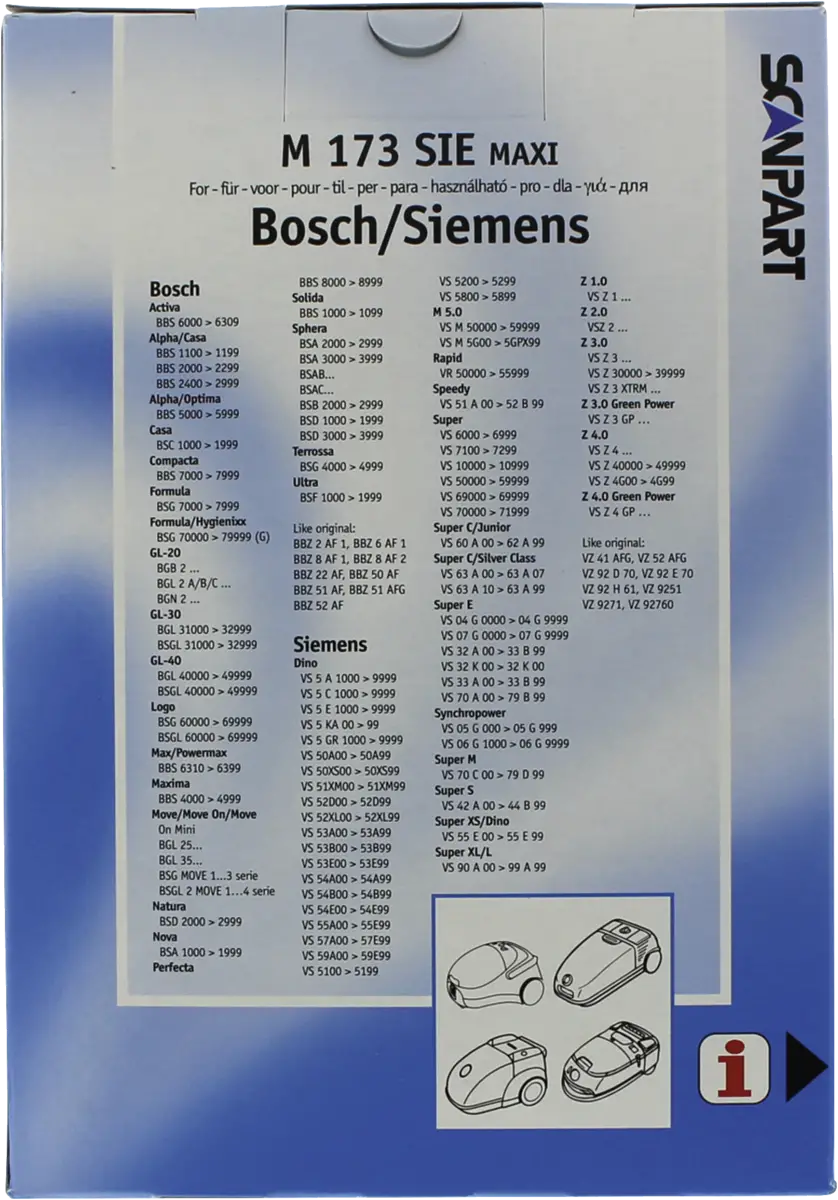 SCANPART
M 173 SIE MAXI
For - für - voor - pour - til - per - para - használható - pro - dla - γιά - для
Bosch/Siemens
Bosch
Activa
BBS 6000 > 6309
Alpha/Casa
BBS 1100 > 1199
BBS 2000 > 2299
BBS 2400 > 2999
Alpha/Optima
BBS 5000 > 5999
Casa
BSC 1000 > 1999
Compacta
BBS 7000 > 7999
Formula
BSG 7000 > 7999
Formula/Hygienixx
BSG 70000 > 79999 (G)
GL-20
BGB 2 ...
BGL 2 A/B/C ...
BGN 2 ...
GL-30
BGL 31000 > 32999
BSGL 31000 > 32999
GL-40
BGL 40000 > 49999
BSGL 40000 > 49999
Logo
BSG 60000 > 69999
BSGL 60000 > 69999
Max/Powermax
BBS 6310 > 6399
Maxima
BBS 4000 > 4999
Move/Move On/Move
On Mini
BGL 25...
BGL 35...
BSG MOVE 1...3 serie
BSGL 2 MOVE 1...4 serie
Natura
BSD 2000 > 2999
Nova
BSA 1000 > 1999
Perfecta
BBS 8000 > 8999
Solida
BBS 1000 > 1099
Sphera
BSA 2000 > 2999
BSA 3000 > 3999
BSAB...
BSAC...
BSB 2000 > 2999
BSD 1000 > 1999
BSD 3000 > 3999
Terrossa
BSG 4000 > 4999
Ultra
BSF 1000 > 1999
Like original:
BBZ 2 AF 1, BBZ 6 AF 1
BBZ 8 AF 1, BBZ 8 AF 2
BBZ 22 AF, BBZ 50 AF
BBZ 51 AF, BBZ 51 AFG
BBZ 52 AF
Siemens
Dino
VS 5 A 1000 > 9999
VS 5 C 1000 > 9999
VS 5 E 1000 > 9999
VS 5 KA 00 > 99
VS 5 GR 1000 > 9999
VS 50A00 > 50A99
VS 50XS00 > 50XS99
VS 51XM00 > 51XM99
VS 52D00 > 52D99
VS 52XL00 > 52XL99
VS 53A00 > 53A99
VS 53B00 > 53B99
VS 53E00 > 53E99
VS 54A00 > 54A99
VS 54B00 > 54B99
VS 54E00 > 54E99
VS 55A00 > 55E99
VS 57A00 > 57E99
VS 59A00 > 59E99
VS 5100 > 5199
VS 5200 > 5299
VS 5800 > 5899
M 5.0
VS M 50000 > 59999
VS M 5G00 > 5GPX99
Rapid
VR 50000 > 55999
Speedy
VS 51 A 00 > 52 B 99
Super
VS 6000 > 6999
VS 7100 > 7299
VS 10000 > 10999
VS 50000 > 59999
VS 69000 > 69999
VS 70000 > 71999
Super C/Junior
VS 60 A 00 > 62 A 99
Super C/Silver Class
VS 63 A 00 > 63 A 07
VS 63 A 10 > 63 A 99
Super E
VS 04 G 0000 > 04 G 9999
VS 07 G 0000 > 07 G 9999
VS 32 A 00 > 33 B 99
VS 32 K 00 > 32 K 00
VS 33 A 00 > 33 B 99
VS 70 A 00 > 79 B 99
Synchropower
VS 05 G 000 > 05 G 999
VS 06 G 1000 > 06 G 9999
Super M
VS 70 C 00 > 79 D 99
Super S
VS 42 A 00 > 44 B 99
Super XS/Dino
VS 55 E 00 > 55 E 99
Super XL/L
VS 90 A 00 > 99 A 99
Z 1.0
VS Z 1 ...
Z 2.0
VSZ 2 ...
Z 3.0
VS Z 3 ...
VS Z 30000 > 39999
VS Z 3 XTRM ...
Z 3.0 Green Power
VS Z 3 GP ...
Z 4.0
VS Z 4 ...
VS Z 40000 > 49999
VS Z 4G00 > 4G99
Z 4.0 Green Power
VS Z 4 GP ...
Like original:
VZ 41 AFG, VZ 52 AFG
VZ 92 D 70, VZ 92 E 70
VZ 92 H 61, VZ 9251
VZ 9271, VZ 92760
i